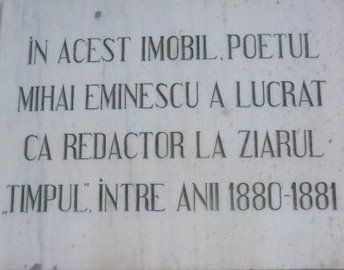 ÎN ACEST IMOBIL, POETUL
MIHAI EMINESCU A LUCRAT
CA REDACTOR LA ZIARUL
„TIMPUL”, ÎNTRE ANII 1880-1881